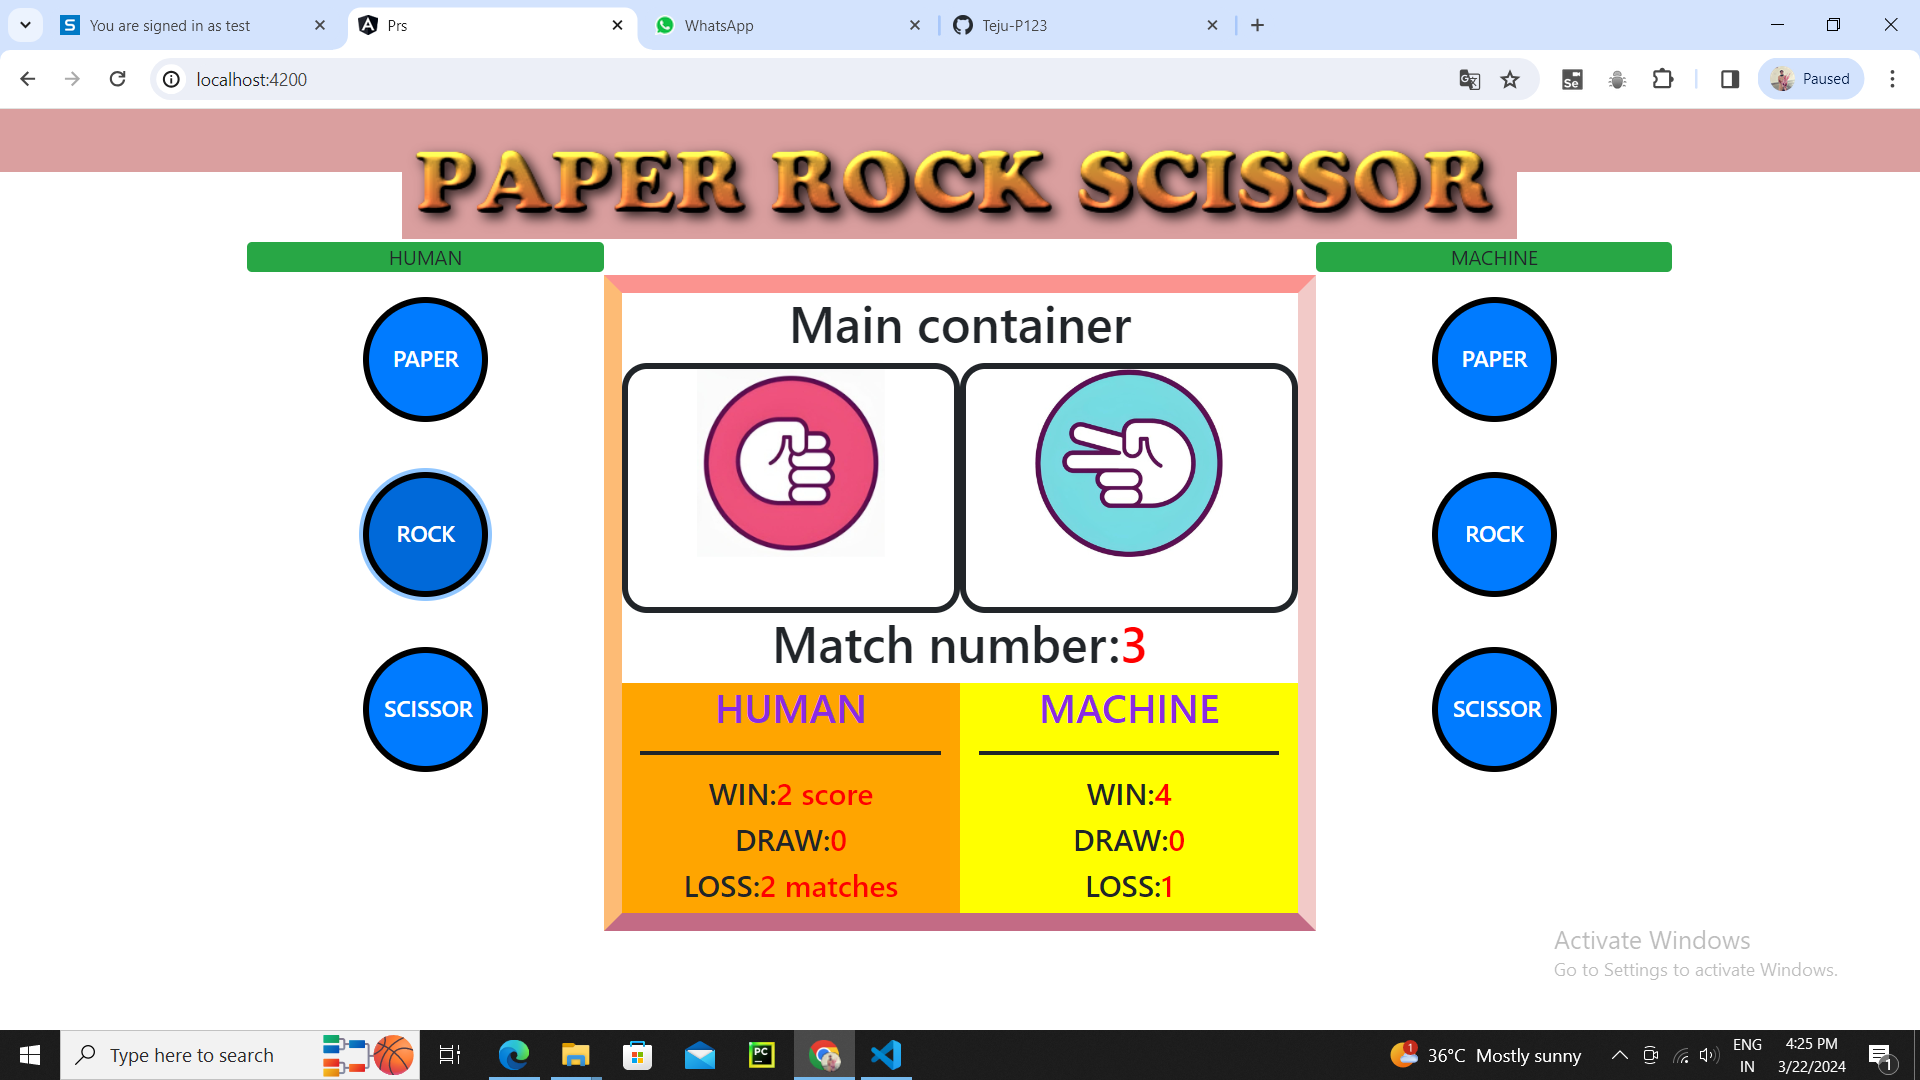 You are signed in as test
Prs
WhatsApp
Teju-P123
localhost:4200
Se
Paused
PAPER ROCK SCISSOR
HUMAN
MACHINE
Main container
PAPER
PAPER
ROCK
ROCK
Match number:3
SCISSOR
HUMAN
MACHINE
SCISSOR
WIN:2 score
WIN:4
DRAW:0
DRAW:0
LOSS:2 matches
LOSS:1
Activate Windows
Go to Settings to activate Windows.
Type here to search
PC
1
36°C Mostly sunny
ENG
IN
4:25 PM
3/22/2024
1